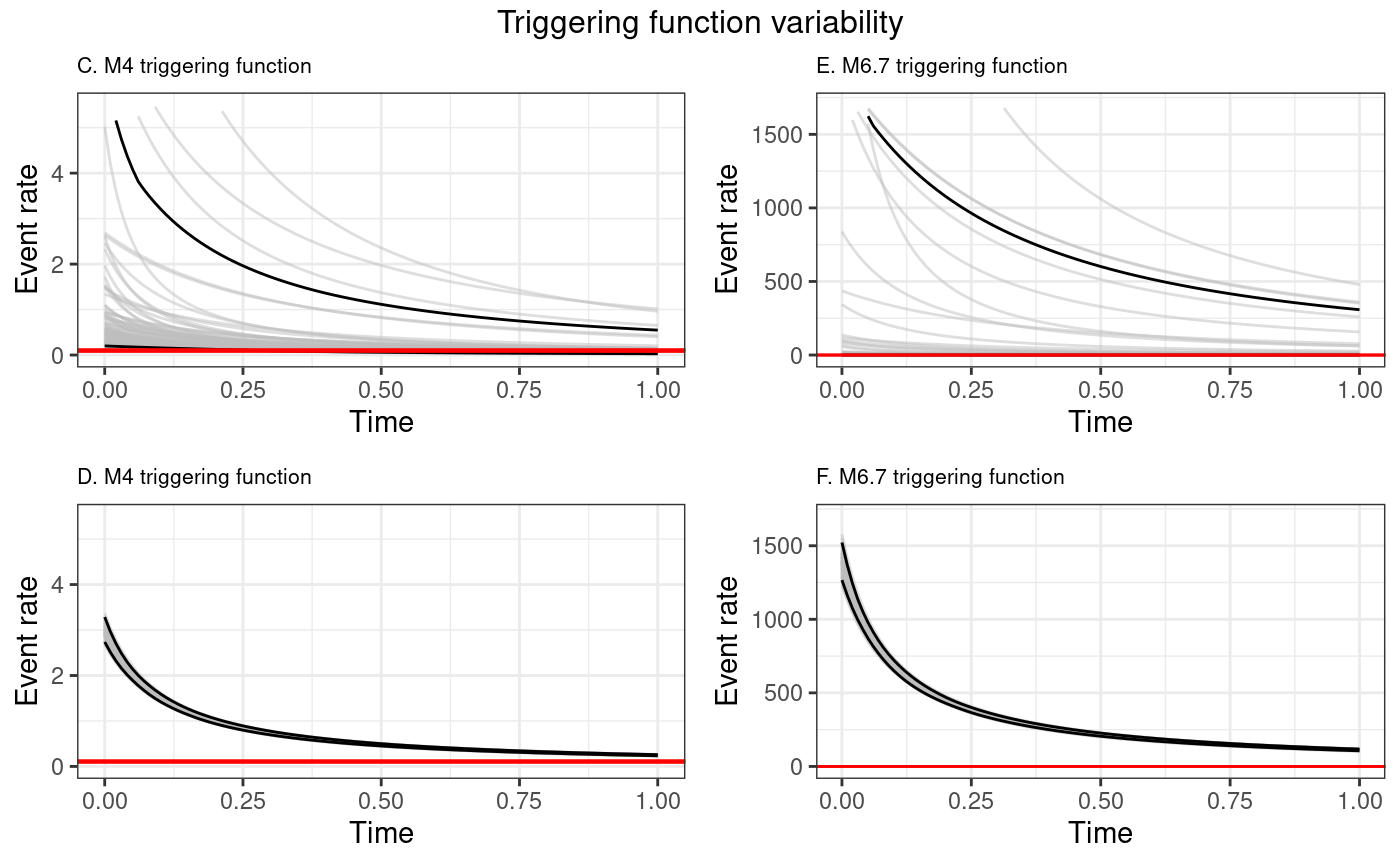 Triggering function variability
C. M4 triggering function
Event rate
4
2
0
0.00 0.25 0.50 0.75 1.00
Time
E. M6.7 triggering function
Event rate
1500
1000
500
0
0.00 0.25 0.50 0.75 1.00
Time
D. M4 triggering function
Event rate
4
2
0
0.00 0.25 0.50 0.75 1.00
Time
F. M6.7 triggering function
Event rate
1500
1000
500
0
0.00 0.25 0.50 0.75 1.00
Time